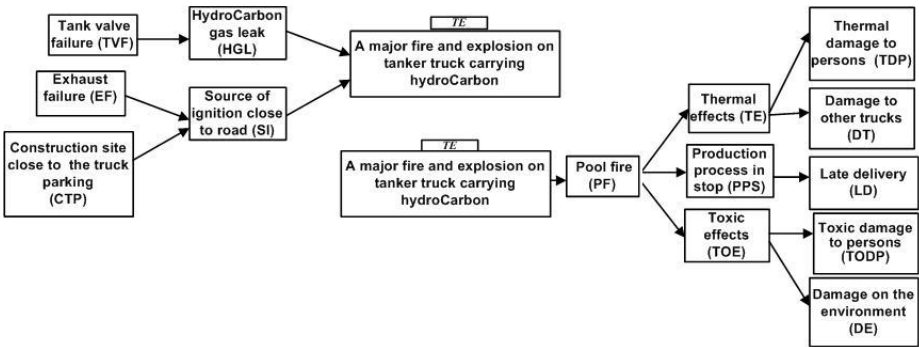 Tank valve
failure (TVF)
HydroCarbon
gas leak
(HGL)
Exhaust
failure (EF)
Source of
ignition close
to road (SI)
Construction site
close to the truck
parking
(CTP)
TE
A major fire and explosion on
tanker truck carrying
hydroCarbon
TE
A major fire and explosion on
tanker truck carrying
hydroCarbon
Pool fire
(PF)
Thermal
effects (TE)
Production
process in
stop (PPS)
Toxic
effects
(TOE)
Thermal
damage to
persons (TDP)
Damage to
other trucks
(DT)
Late delivery
(LD)
Toxic damage
to persons
(TODP)
Damage on the
environment
(DE)